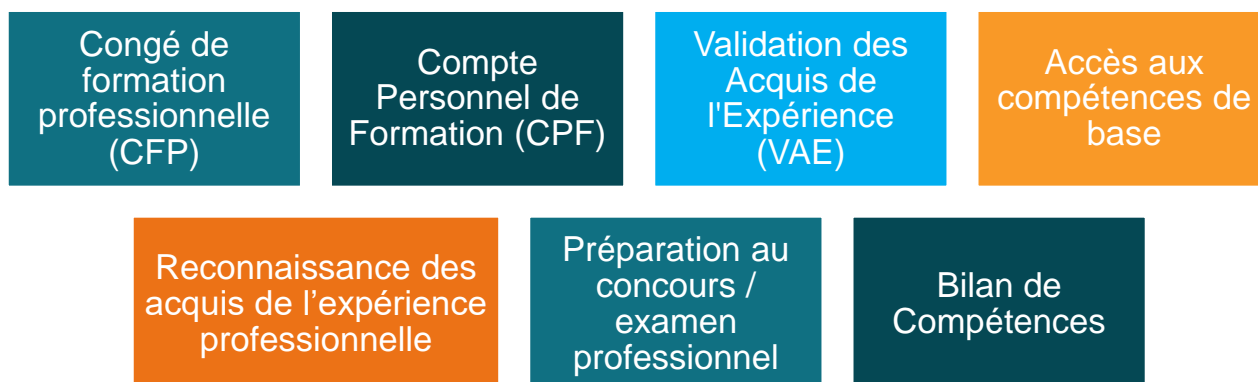 Congé de
formation
professionnelle
(CFP)
Compte
Personnel de
Formation (CPF)
Validation des
Acquis de
l'Expérience
(VAE)
Accès aux
compétences de
base
Reconnaissance des
acquis de l’expérience
professionnelle
Préparation au
concours /
examen
professionnel
Bilan de
Compétences